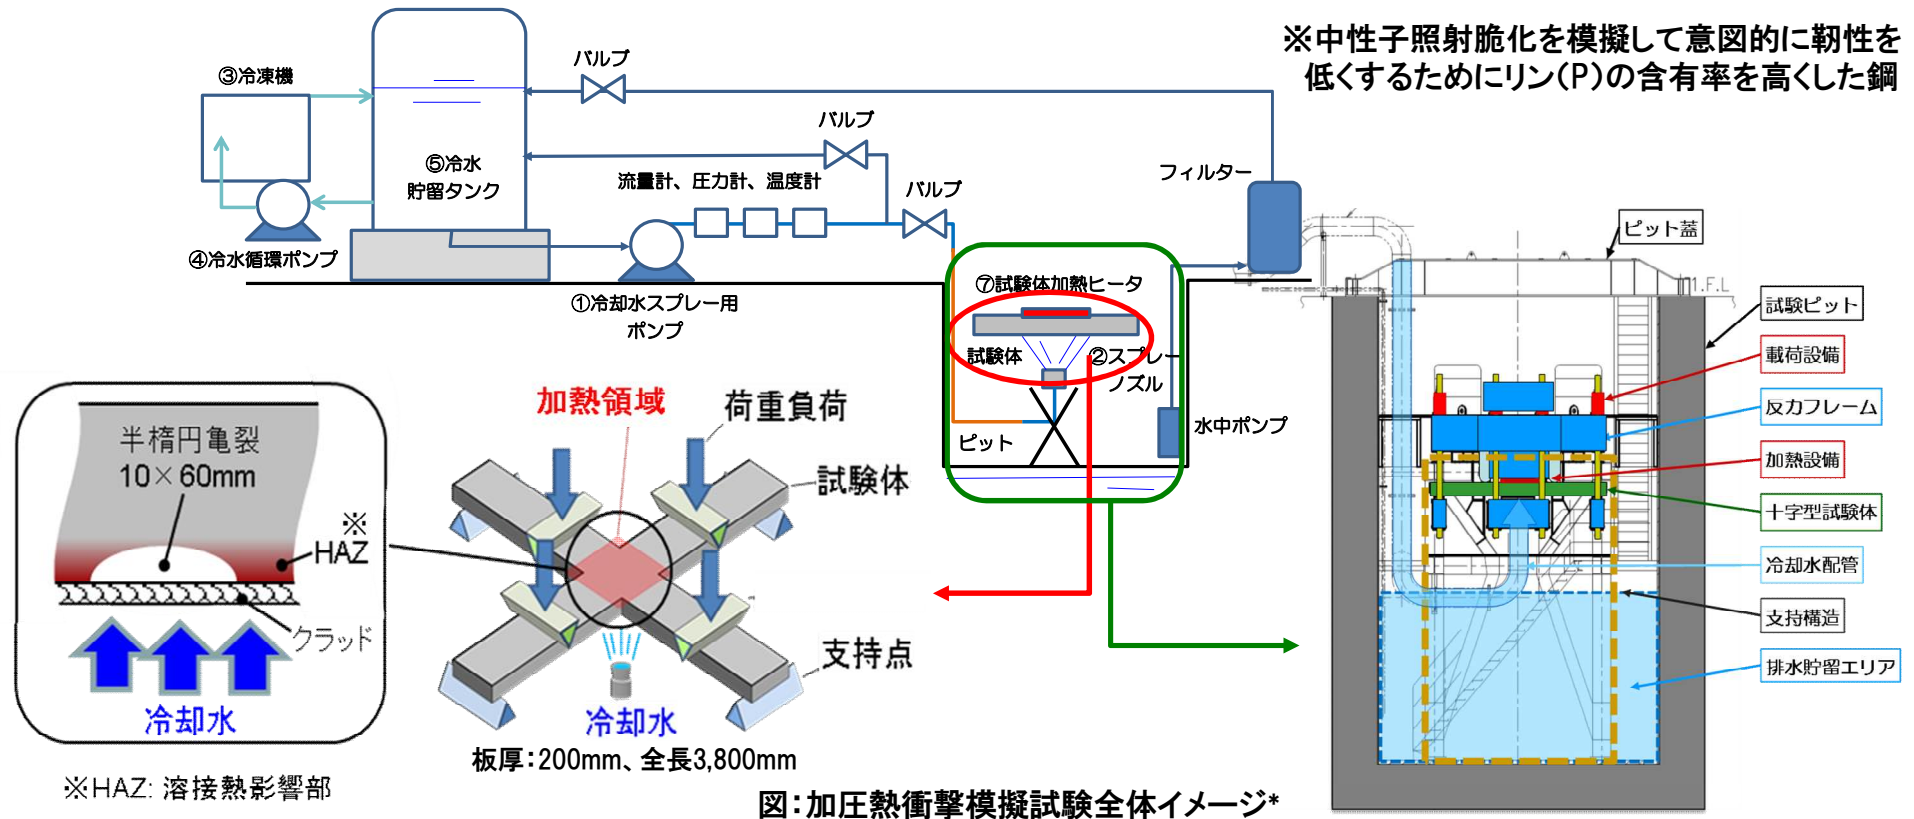 ※中性子照射脆化を模擬して意図的に靭性を
低くするためにリン(P)の含有率を高くした鋼
③冷凍機
バルブ
バルブ
⑤冷水
貯留タンク
流量計、圧力計、温度計
バルブ
フィルター
④冷水循環ポンプ
①冷却水スプレー用
ポンプ
⑦試験体加熱ヒータ
試験体
②スプレー
ノズル
ピット
水中ポンプ
ピット蓋
1.F.L
試験ピット
載荷設備
反力フレーム
加熱設備
十字型試験体
冷却水配管
支持構造
排水貯留エリア
半楕円亀裂
10×60mm
※
HAZ
クラッド
冷却水
※HAZ: 溶接熱影響部
加熱領域
荷重負荷
試験体
支持点
冷却水
板厚：200mm、全長3,800mm
図：加圧熱衝撃模擬試験全体イメージ*